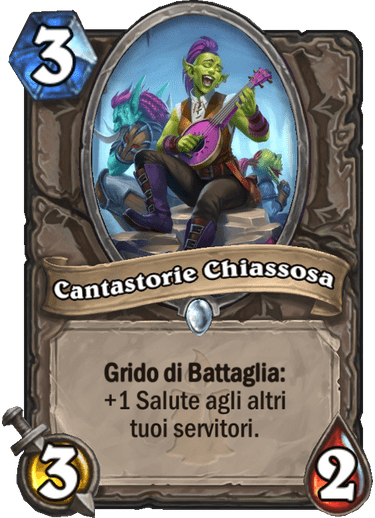 3
Cantastorie Chiassosa
Grido di Battaglia:
+1 Salute agli altri
tuoi servitori.
3
2